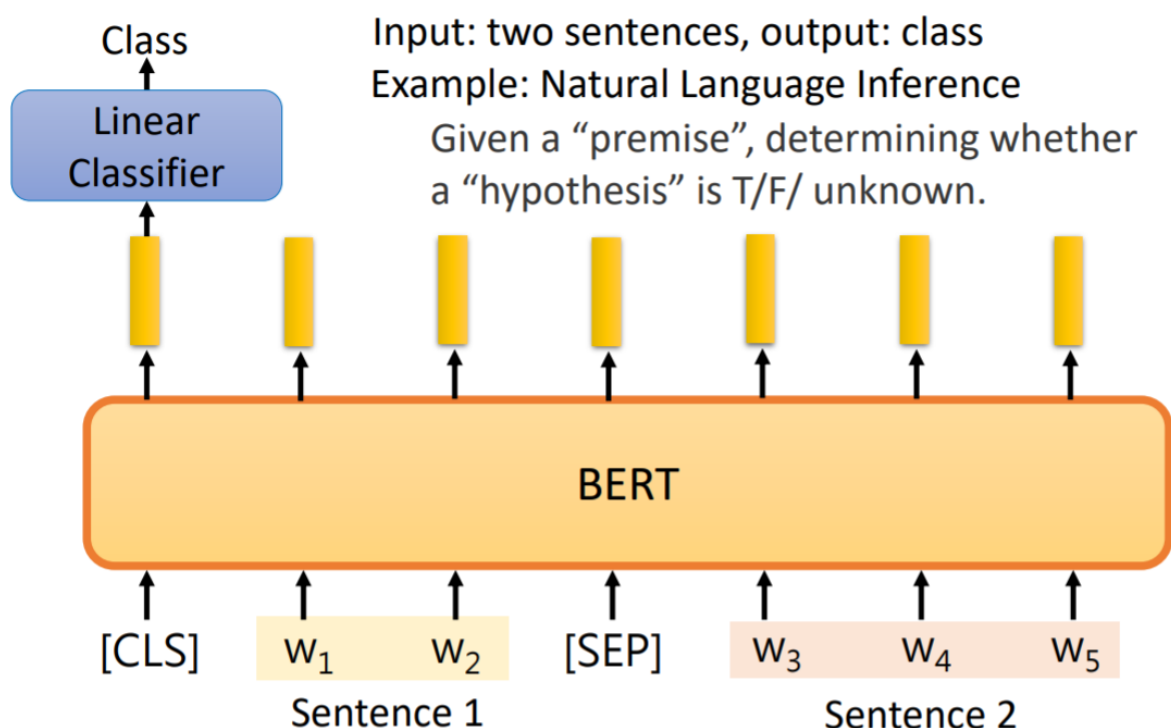 Class
Input: two sentences, output: class
Example: Natural Language Inference
Linear
Classifier
Given a “premise”, determining whether
a “hypothesis” is T/F/ unknown.
BERT
[CLS] w₁ w₂ [SEP] w₃ w₄ w₅
Sentence 1 Sentence 2